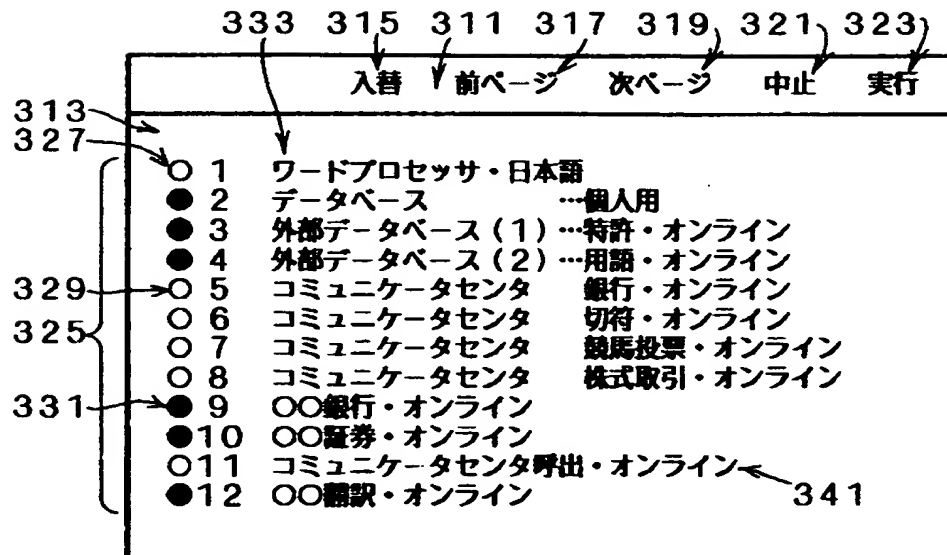 333 315 311 317 319 321 323
入替 前ページ 次ページ 中止 実行
313
327
○ 1 ワードプロセッサ・日本語
● 2 データベース …個人用
● 3 外部データベース(1)…特許・オンライン
● 4 外部データベース(2)…用語・オンライン
329 ○ 5 コミュニケータセンタ 銀行・オンライン
○ 6 コミュニケータセンタ 切符・オンライン
325
○ 7 コミュニケータセンタ 競馬投票・オンライン
○ 8 コミュニケータセンタ 株式取引・オンライン
331 ● 9 ○○銀行・オンライン
●10 ○○証券・オンライン
○11 コミュニケータセンタ呼出・オンライン
●12 ○○翻訳・オンライン 341